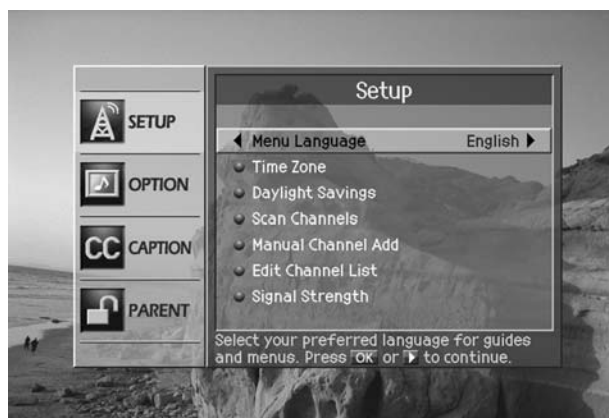 Setup
SETUP
OPTION
CC CAPTION
PARENT
Menu Language English
Time Zone
Daylight Savings
Scan Channels
Manual Channel Add
Edit Channel List
Signal Strength
Select your preferred language for guides
and menus. Press OK or ▶ to continue.